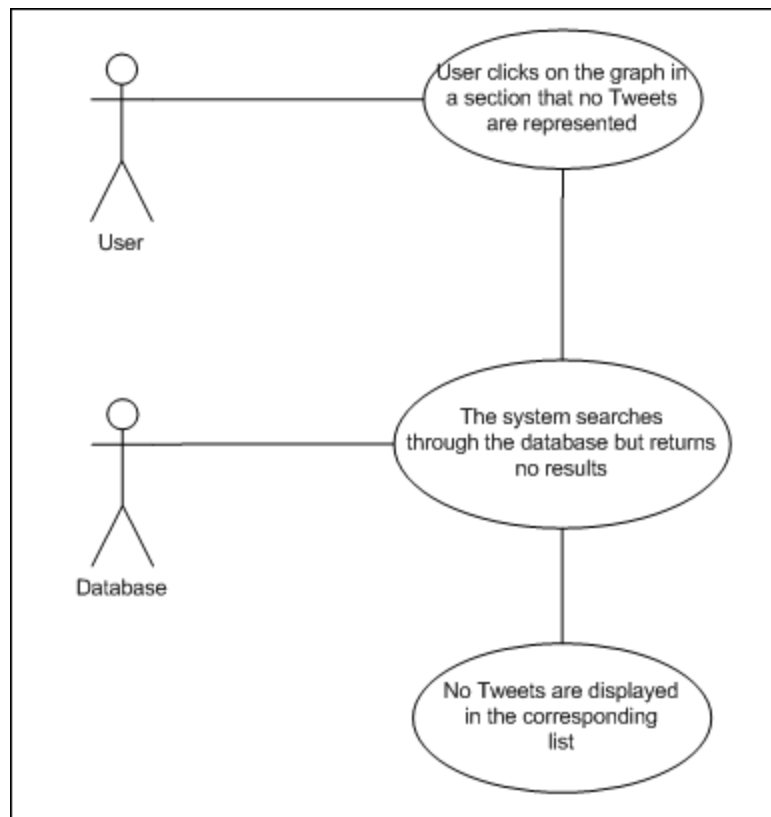 User clicks on the graph in
a section that no Tweets
are represented
User
The system searches
through the database but returns
no results
Database
No Tweets are displayed
in the corresponding
list